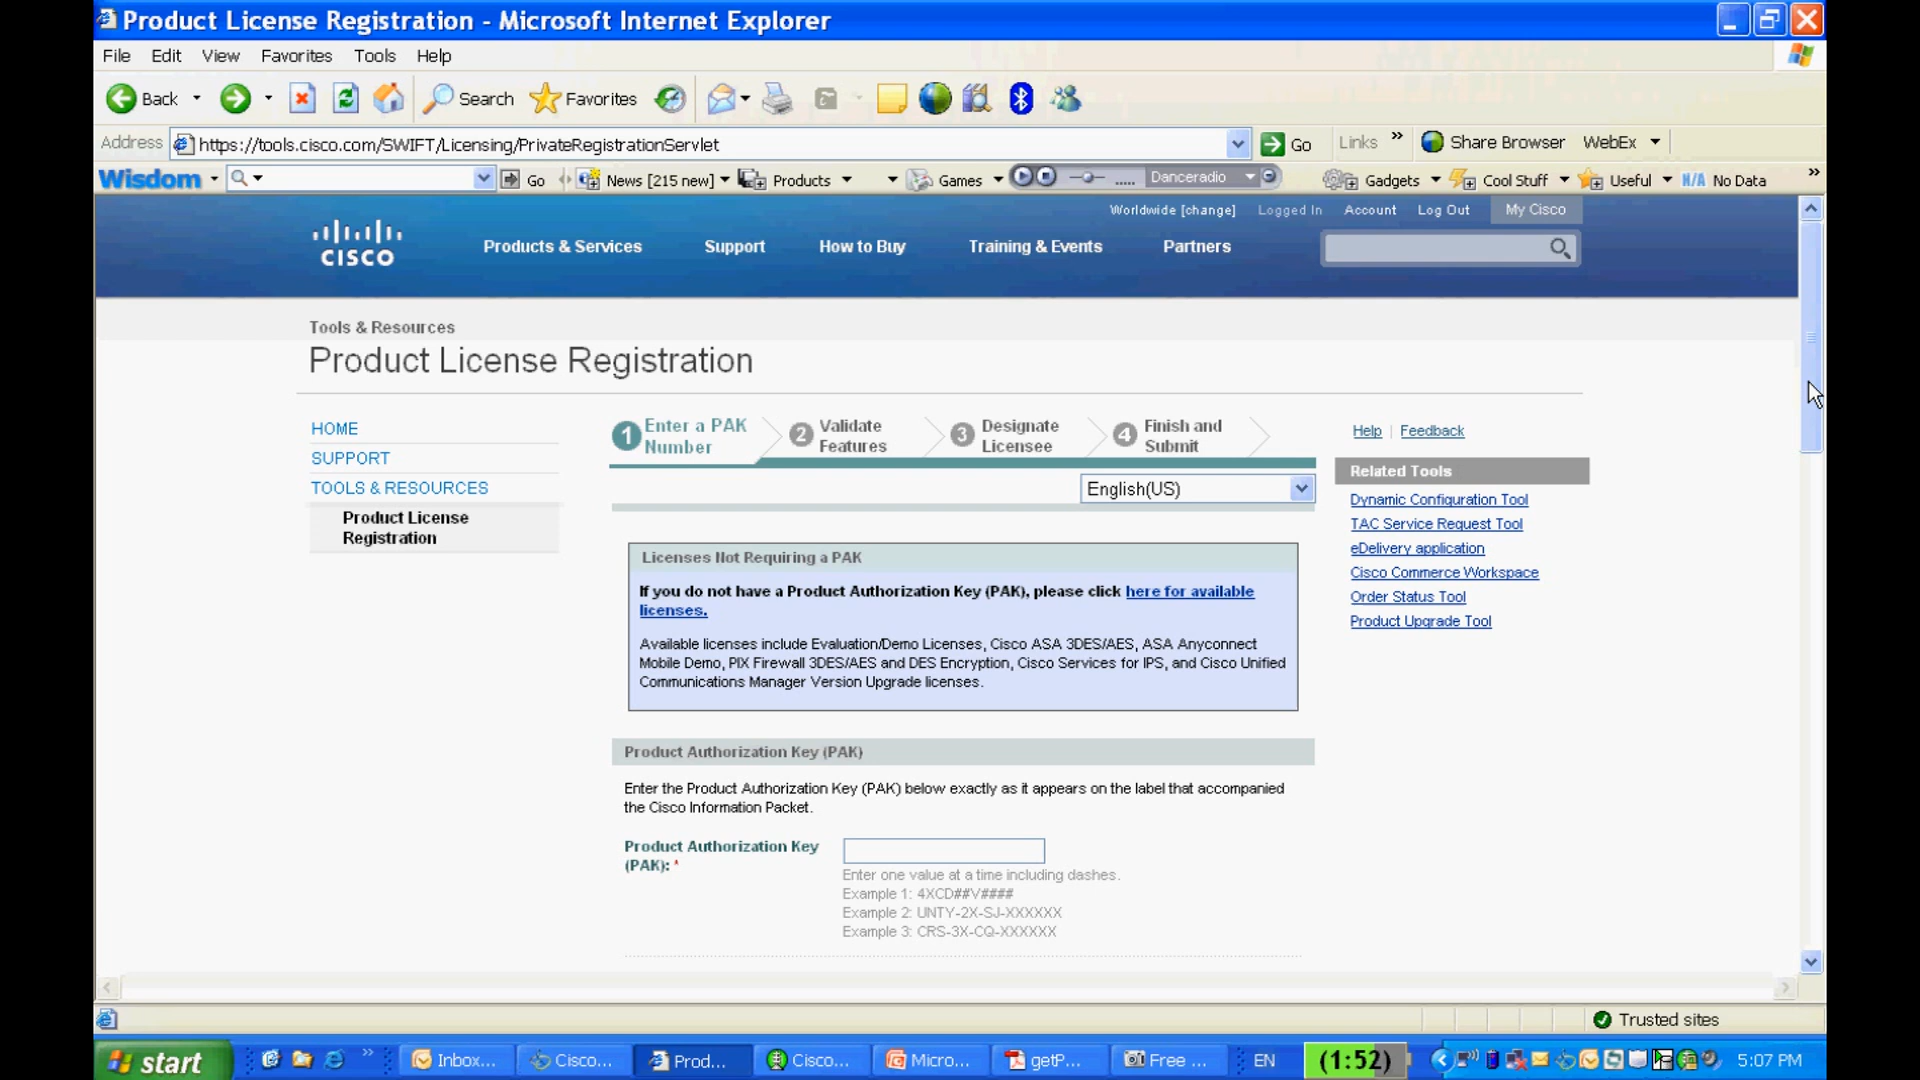 Product License Registration - Microsoft Internet Explorer
File Edit View Favorites Tools Help
Back Search Favorites
Address https://tools.cisco.com/SWIFT/Licensing/PrivateRegistrationServlet Go Links » Share Browser WebEx
Wisdom Go News [215 new] Products Games ..... Danceradio Gadgets Cool Stuff Useful N/A No Data »
Worldwide [change] Logged In Account Log Out My Cisco
CISCO
Products & Services Support How to Buy Training & Events Partners
Tools & Resources
Product License Registration
HOME
SUPPORT
TOOLS & RESOURCES
Product License
Registration
1 Enter a PAK
Number
2 Validate
Features
3 Designate
Licensee
4 Finish and
Submit
English(US)
Help | Feedback
Related Tools
Dynamic Configuration Tool
TAC Service Request Tool
eDelivery application
Cisco Commerce Workspace
Order Status Tool
Product Upgrade Tool
Licenses Not Requiring a PAK
If you do not have a Product Authorization Key (PAK), please click here for available
licenses.
Available licenses include Evaluation/Demo Licenses, Cisco ASA 3DES/AES, ASA Anyconnect
Mobile Demo, PIX Firewall 3DES/AES and DES Encryption, Cisco Services for IPS, and Cisco Unified
Communications Manager Version Upgrade licenses.
Product Authorization Key (PAK)
Enter the Product Authorization Key (PAK) below exactly as it appears on the label that accompanied
the Cisco Information Packet.
Product Authorization Key
(PAK): *
Enter one value at a time including dashes.
Example 1: 4XCD##V####
Example 2: UNTY-2X-SJ-XXXXXX
Example 3: CRS-3X-CQ-XXXXXX
Trusted sites
start » Inbox... Cisco... Prod... Cisco... Micro... getP... Free ... EN (1:52) 5:07 PM